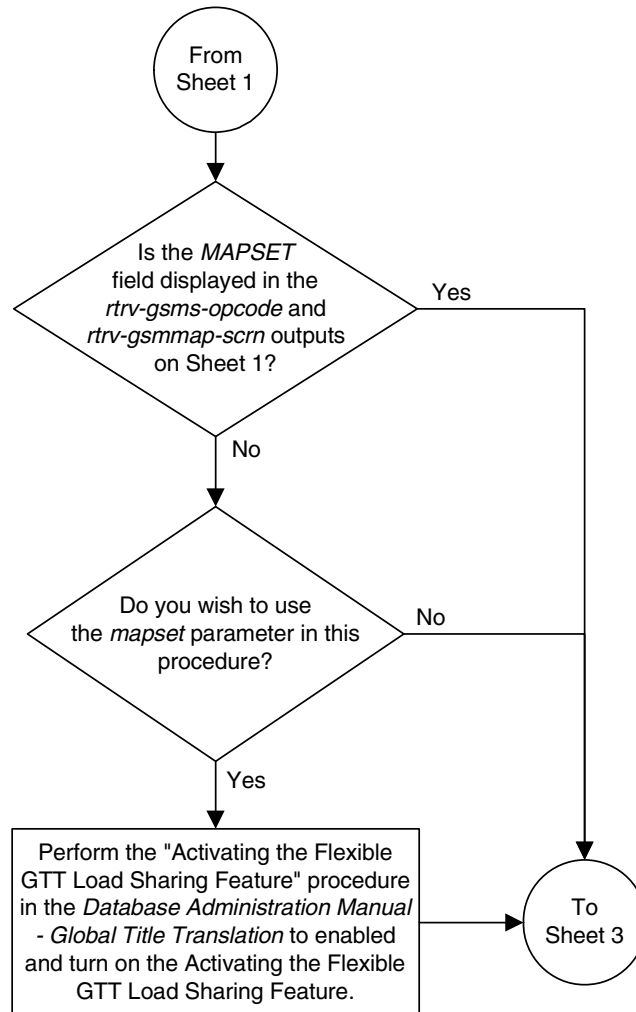 From
Sheet 1
Is the MAPSET
field displayed in the
rtrv-gsms-opcode and
rtrv-gsmmap-scrn outputs
on Sheet 1?
Yes
No
Do you wish to use
the mapset parameter in this
procedure?
No
Yes
Perform the "Activating the Flexible
GTT Load Sharing Feature" procedure
in the Database Administration Manual
- Global Title Translation to enabled
and turn on the Activating the Flexible
GTT Load Sharing Feature.
To
Sheet 3